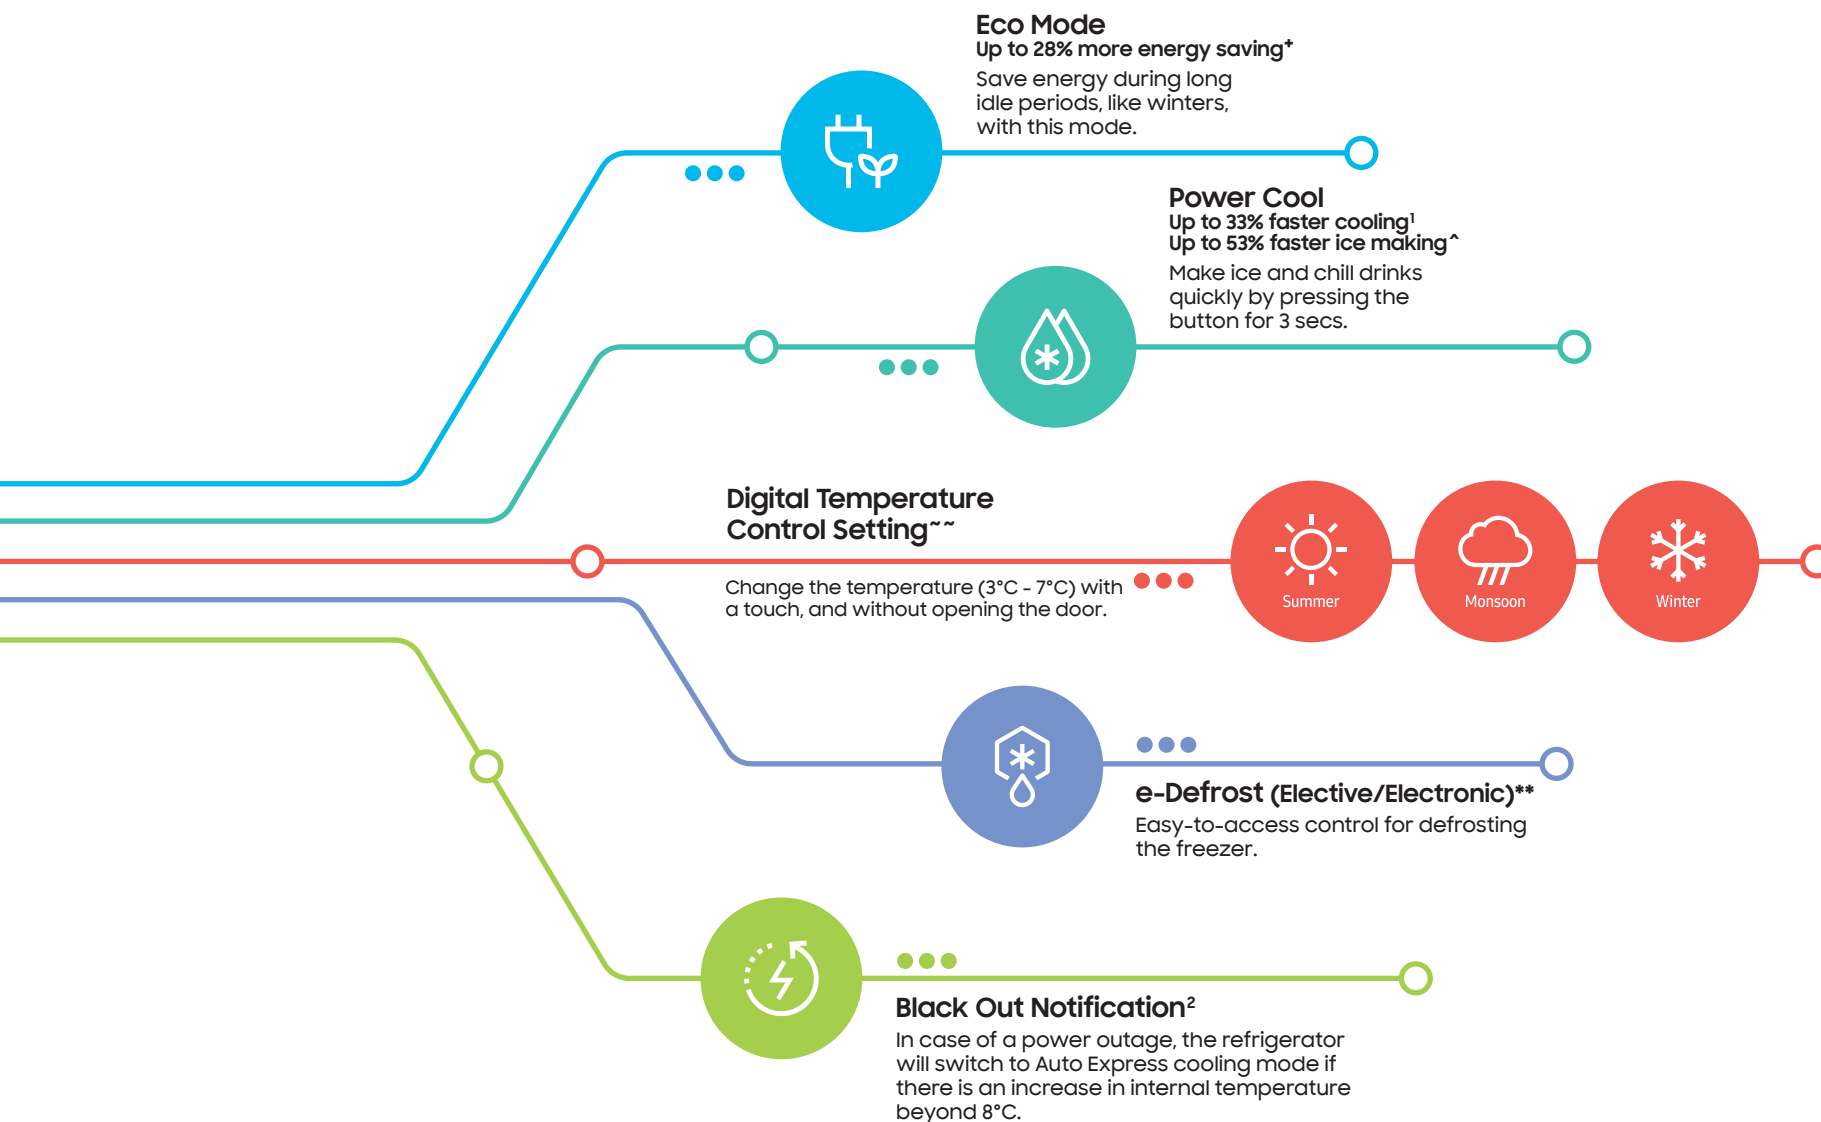 Eco Mode
Up to 28% more energy saving⁺
Save energy during long
idle periods, like winters,
with this mode.
Power Cool
Up to 33% faster cooling¹
Up to 53% faster ice making^
Make ice and chill drinks
quickly by pressing the
button for 3 secs.
Digital Temperature
Control Setting~~
Change the temperature (3°C - 7°C) with
a touch, and without opening the door.
Summer
Monsoon
Winter
e-Defrost (Elective/Electronic)**
Easy-to-access control for defrosting
the freezer.
Black Out Notification²
In case of a power outage, the refrigerator
will switch to Auto Express cooling mode if
there is an increase in internal temperature
beyond 8°C.